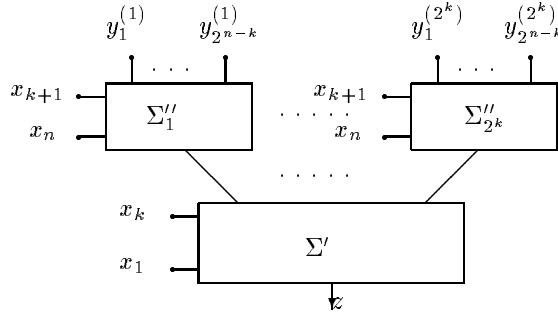 y_1^{(1)} y_{2^{n-k}}^{(1)} y_1^{(2^k)} y_{2^{n-k}}^{(2^k)}
. . . . . .
x_{k+1} Σ''_1 . . . . . x_{k+1} Σ''_{2^k}
x_n x_n
. . . . .
x_k
Σ'
x_1
z